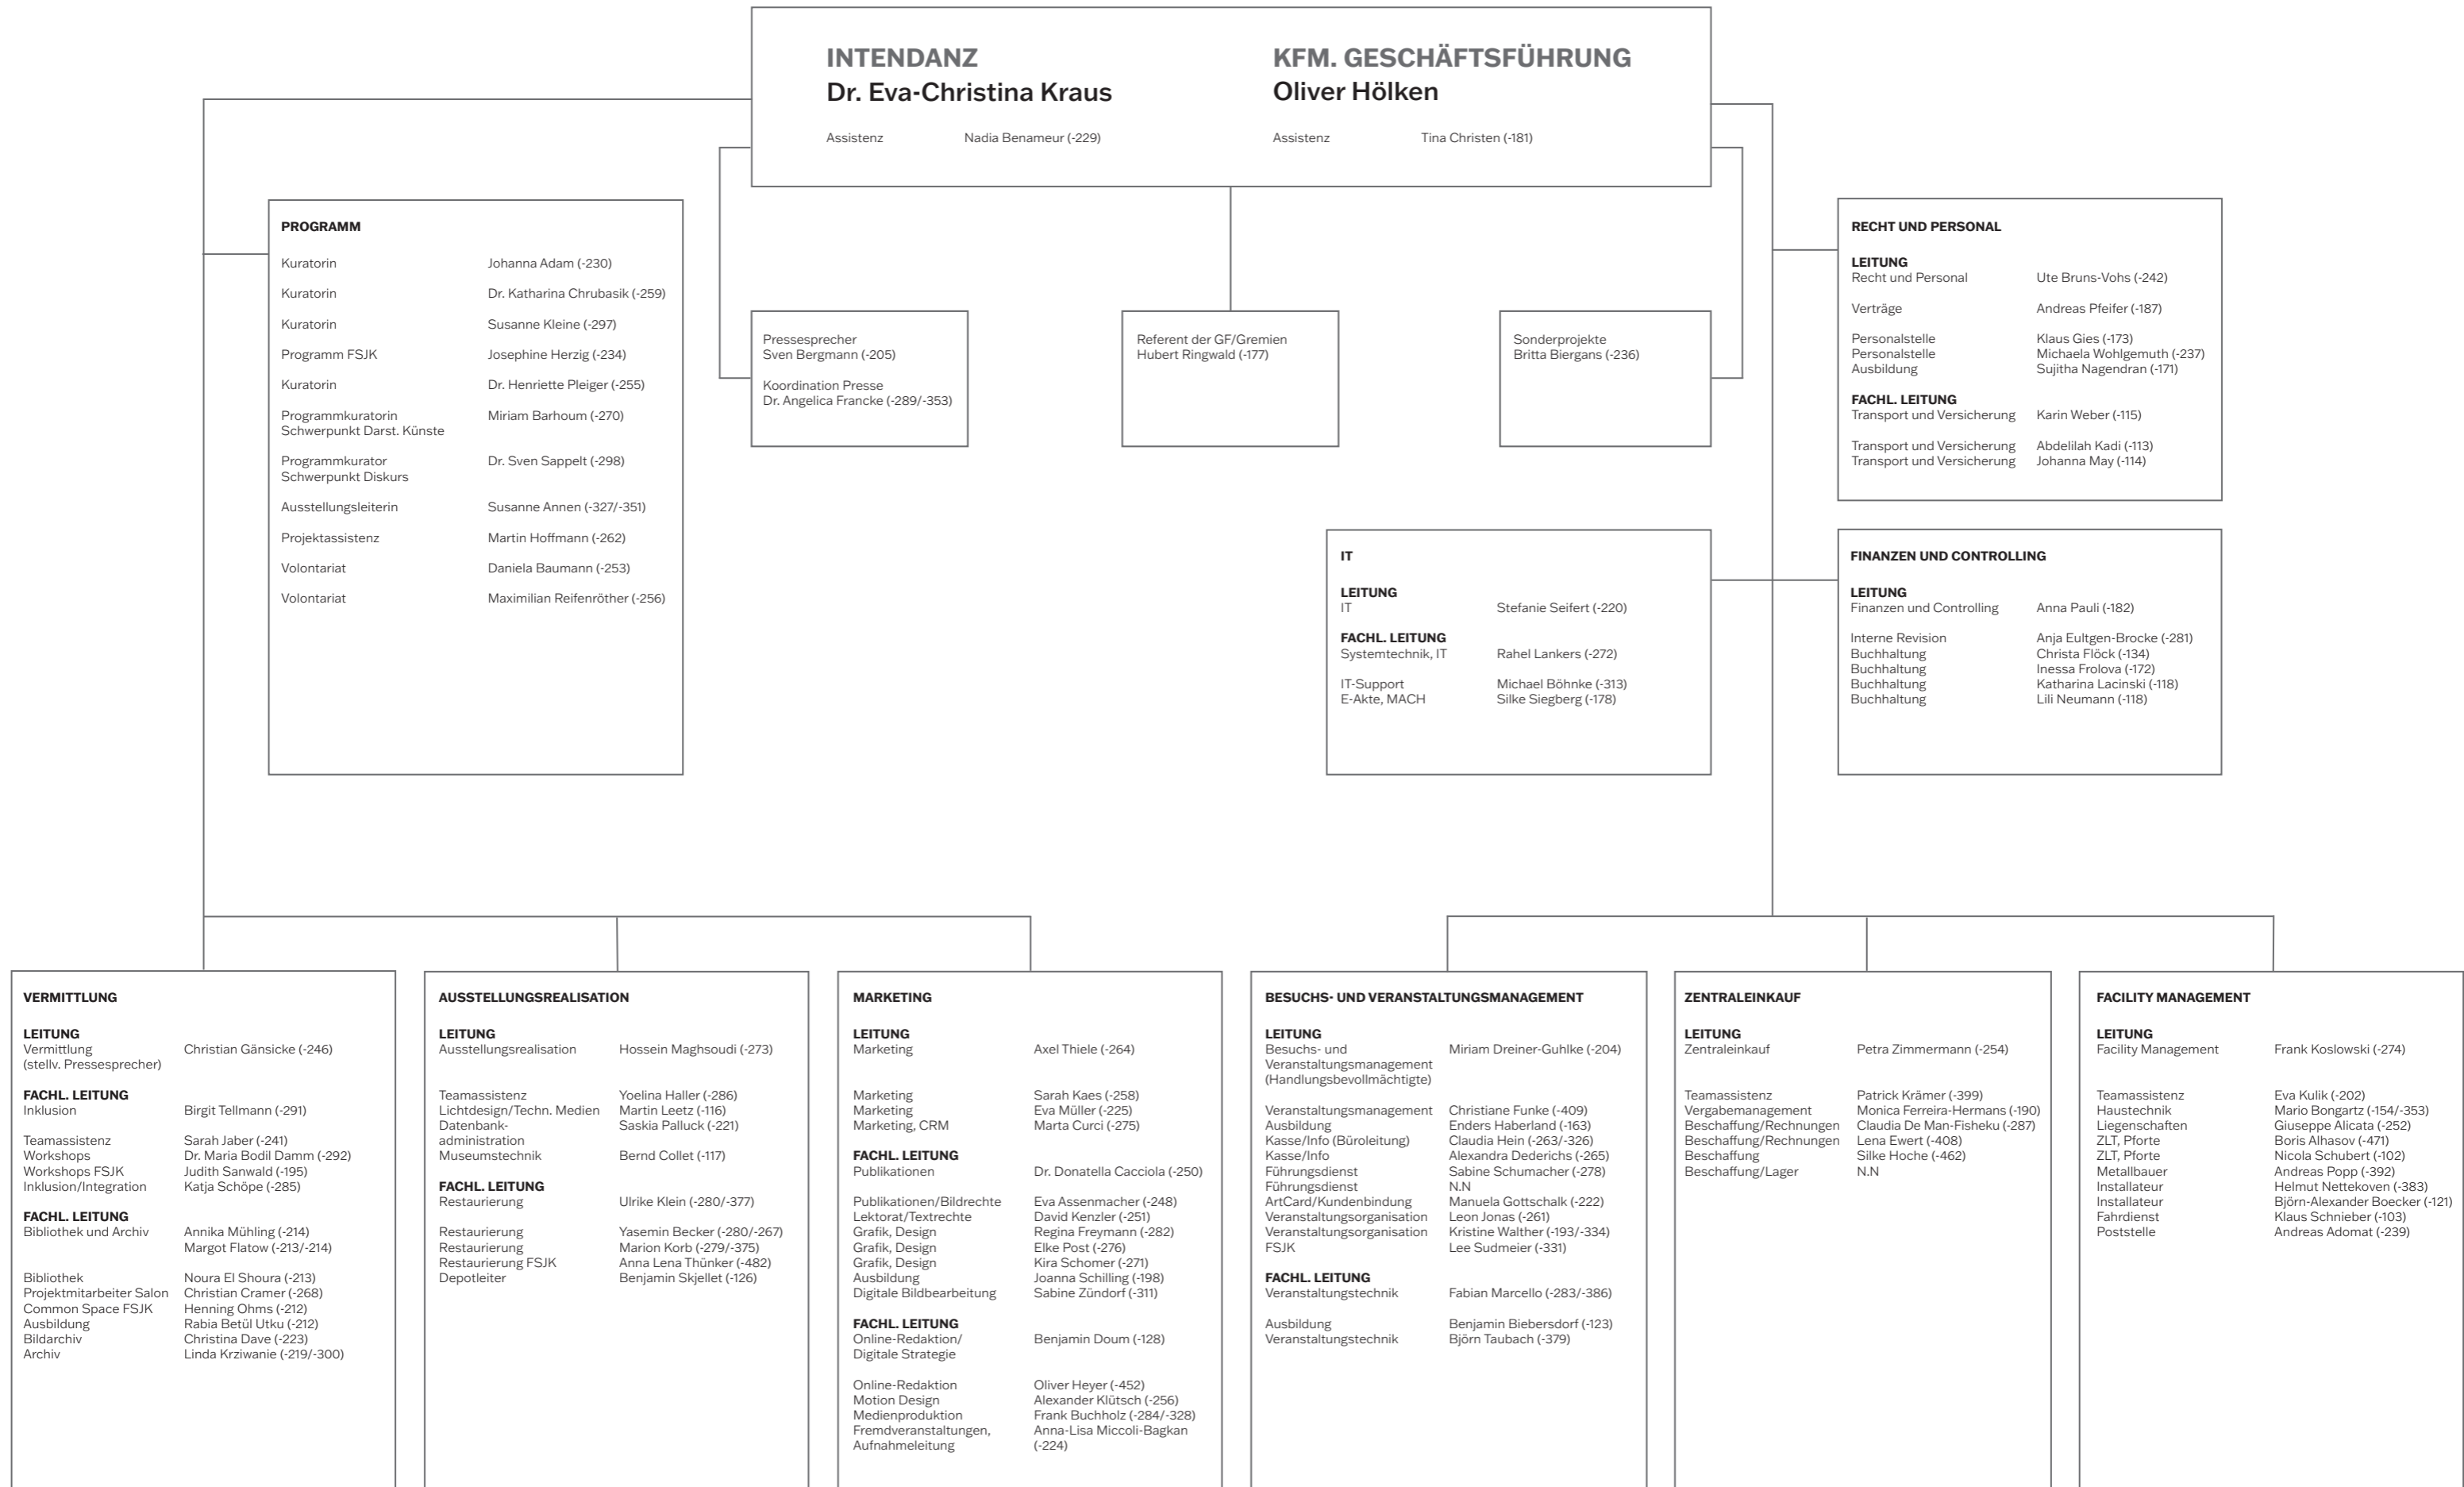 INTENDANZ
Dr. Eva-Christina Kraus
Assistenz Nadia Benameur (-229)
KFM. GESCHÄFTSFÜHRUNG
Oliver Hölken
Assistenz Tina Christen (-181)
PROGRAMM
Kuratorin Johanna Adam (-230)
Kuratorin Dr. Katharina Chrubasik (-259)
Kuratorin Susanne Kleine (-297)
Programm FSJK Josephine Herzig (-234)
Kuratorin Dr. Henriette Pleiger (-255)
Programmkuratorin Miriam Barhoum (-270)
Schwerpunkt Darst. Künste
Programmkurator Dr. Sven Sappelt (-298)
Schwerpunkt Diskurs
Ausstellungsleiterin Susanne Annen (-327/-351)
Projektassistenz Martin Hoffmann (-262)
Volontariat Daniela Baumann (-253)
Volontariat Maximilian Reifenröther (-256)
Pressesprecher
Sven Bergmann (-205)
Koordination Presse
Dr. Angelica Francke (-289/-353)
Referent der GF/Gremien
Hubert Ringwald (-177)
Sonderprojekte
Britta Biergans (-236)
RECHT UND PERSONAL
LEITUNG
Recht und Personal Ute Bruns-Vohs (-242)
Verträge Andreas Pfeifer (-187)
Personalstelle Klaus Gies (-173)
Personalstelle Michaela Wohlgemuth (-237)
Ausbildung Sujitha Nagendran (-171)
FACHL. LEITUNG
Transport und Versicherung Karin Weber (-115)
Transport und Versicherung Abdelilah Kadi (-113)
Transport und Versicherung Johanna May (-114)
IT
LEITUNG
IT Stefanie Seifert (-220)
FACHL. LEITUNG
Systemtechnik, IT Rahel Lankers (-272)
IT-Support Michael Böhnke (-313)
E-Akte, MACH Silke Siegberg (-178)
FINANZEN UND CONTROLLING
LEITUNG
Finanzen und Controlling Anna Pauli (-182)
Interne Revision Anja Eultgen-Brocke (-281)
Buchhaltung Christa Flöck (-134)
Buchhaltung Inessa Frolova (-172)
Buchhaltung Katharina Lacinski (-118)
Buchhaltung Lili Neumann (-118)
VERMITTLUNG
LEITUNG
Vermittlung Christian Gänsicke (-246)
(stellv. Pressesprecher)
FACHL. LEITUNG
Inklusion Birgit Tellmann (-291)
Teamassistenz Sarah Jaber (-241)
Workshops Dr. Maria Bodil Damm (-292)
Workshops FSJK Judith Sanwald (-195)
Inklusion/Integration Katja Schöpe (-285)
FACHL. LEITUNG
Bibliothek und Archiv Annika Mühling (-214)
Margot Flatow (-213/-214)
Bibliothek Noura El Shoura (-213)
Projektmitarbeiter Salon Christian Cramer (-268)
Common Space FSJK Henning Ohms (-212)
Ausbildung Rabia Betül Utku (-212)
Bildarchiv Christina Dave (-223)
Archiv Linda Krziwanie (-219/-300)
AUSSTELLUNGSREALISATION
LEITUNG
Ausstellungsrealisation Hossein Maghsoudi (-273)
Teamassistenz Yoelina Haller (-286)
Lichtdesign/Techn. Medien Martin Leetz (-116)
Datenbank- Saskia Palluck (-221)
administration
Museumstechnik Bernd Collet (-117)
FACHL. LEITUNG
Restaurierung Ulrike Klein (-280/-377)
Restaurierung Yasemin Becker (-280/-267)
Restaurierung Marion Korb (-279/-375)
Restaurierung FSJK Anna Lena Thünker (-482)
Depotleiter Benjamin Skjellet (-126)
MARKETING
LEITUNG
Marketing Axel Thiele (-264)
Marketing Sarah Kaes (-258)
Marketing Eva Müller (-225)
Marketing, CRM Marta Curci (-275)
FACHL. LEITUNG
Publikationen Dr. Donatella Cacciola (-250)
Publikationen/Bildrechte Eva Assenmacher (-248)
Lektorat/Textrechte David Kenzler (-251)
Grafik, Design Regina Freymann (-282)
Grafik, Design Elke Post (-276)
Grafik, Design Kira Schomer (-271)
Ausbildung Joanna Schilling (-198)
Digitale Bildbearbeitung Sabine Zündorf (-311)
FACHL. LEITUNG
Online-Redaktion/ Benjamin Doum (-128)
Digitale Strategie
Online-Redaktion Oliver Heyer (-452)
Motion Design Alexander Klütsch (-256)
Medienproduktion Frank Buchholz (-284/-328)
Fremdveranstaltungen, Anna-Lisa Miccoli-Bagkan
Aufnahmeleitung (-224)
BESUCHS- UND VERANSTALTUNGSMANAGEMENT
LEITUNG
Besuchs- und Miriam Dreiner-Guhlke (-204)
Veranstaltungsmanagement
(Handlungsbevollmächtigte)
Veranstaltungsmanagement Christiane Funke (-409)
Ausbildung Enders Haberland (-163)
Kasse/Info (Büroleitung) Claudia Hein (-263/-326)
Kasse/Info Alexandra Dederichs (-265)
Führungsdienst Sabine Schumacher (-278)
Führungsdienst N.N
ArtCard/Kundenbindung Manuela Gottschalk (-222)
Veranstaltungsorganisation Leon Jonas (-261)
Veranstaltungsorganisation Kristine Walther (-193/-334)
FSJK Lee Sudmeier (-331)
FACHL. LEITUNG
Veranstaltungstechnik Fabian Marcello (-283/-386)
Ausbildung Benjamin Biebersdorf (-123)
Veranstaltungstechnik Björn Taubach (-379)
ZENTRALEINKAUF
LEITUNG
Zentraleinkauf Petra Zimmermann (-254)
Teamassistenz Patrick Krämer (-399)
Vergabemanagement Monica Ferreira-Hermans (-190)
Beschaffung/Rechnungen Claudia De Man-Fisheku (-287)
Beschaffung/Rechnungen Lena Ewert (-408)
Beschaffung Silke Hoche (-462)
Beschaffung/Lager N.N
FACILITY MANAGEMENT
LEITUNG
Facility Management Frank Koslowski (-274)
Teamassistenz Eva Kulik (-202)
Haustechnik Mario Bongartz (-154/-353)
Liegenschaften Giuseppe Alicata (-252)
ZLT, Pforte Boris Alhasov (-471)
ZLT, Pforte Nicola Schubert (-102)
Metallbauer Andreas Popp (-392)
Installateur Helmut Nettekoven (-383)
Installateur Björn-Alexander Boecker (-121)
Fahrdienst Klaus Schnieber (-103)
Poststelle Andreas Adomat (-239)